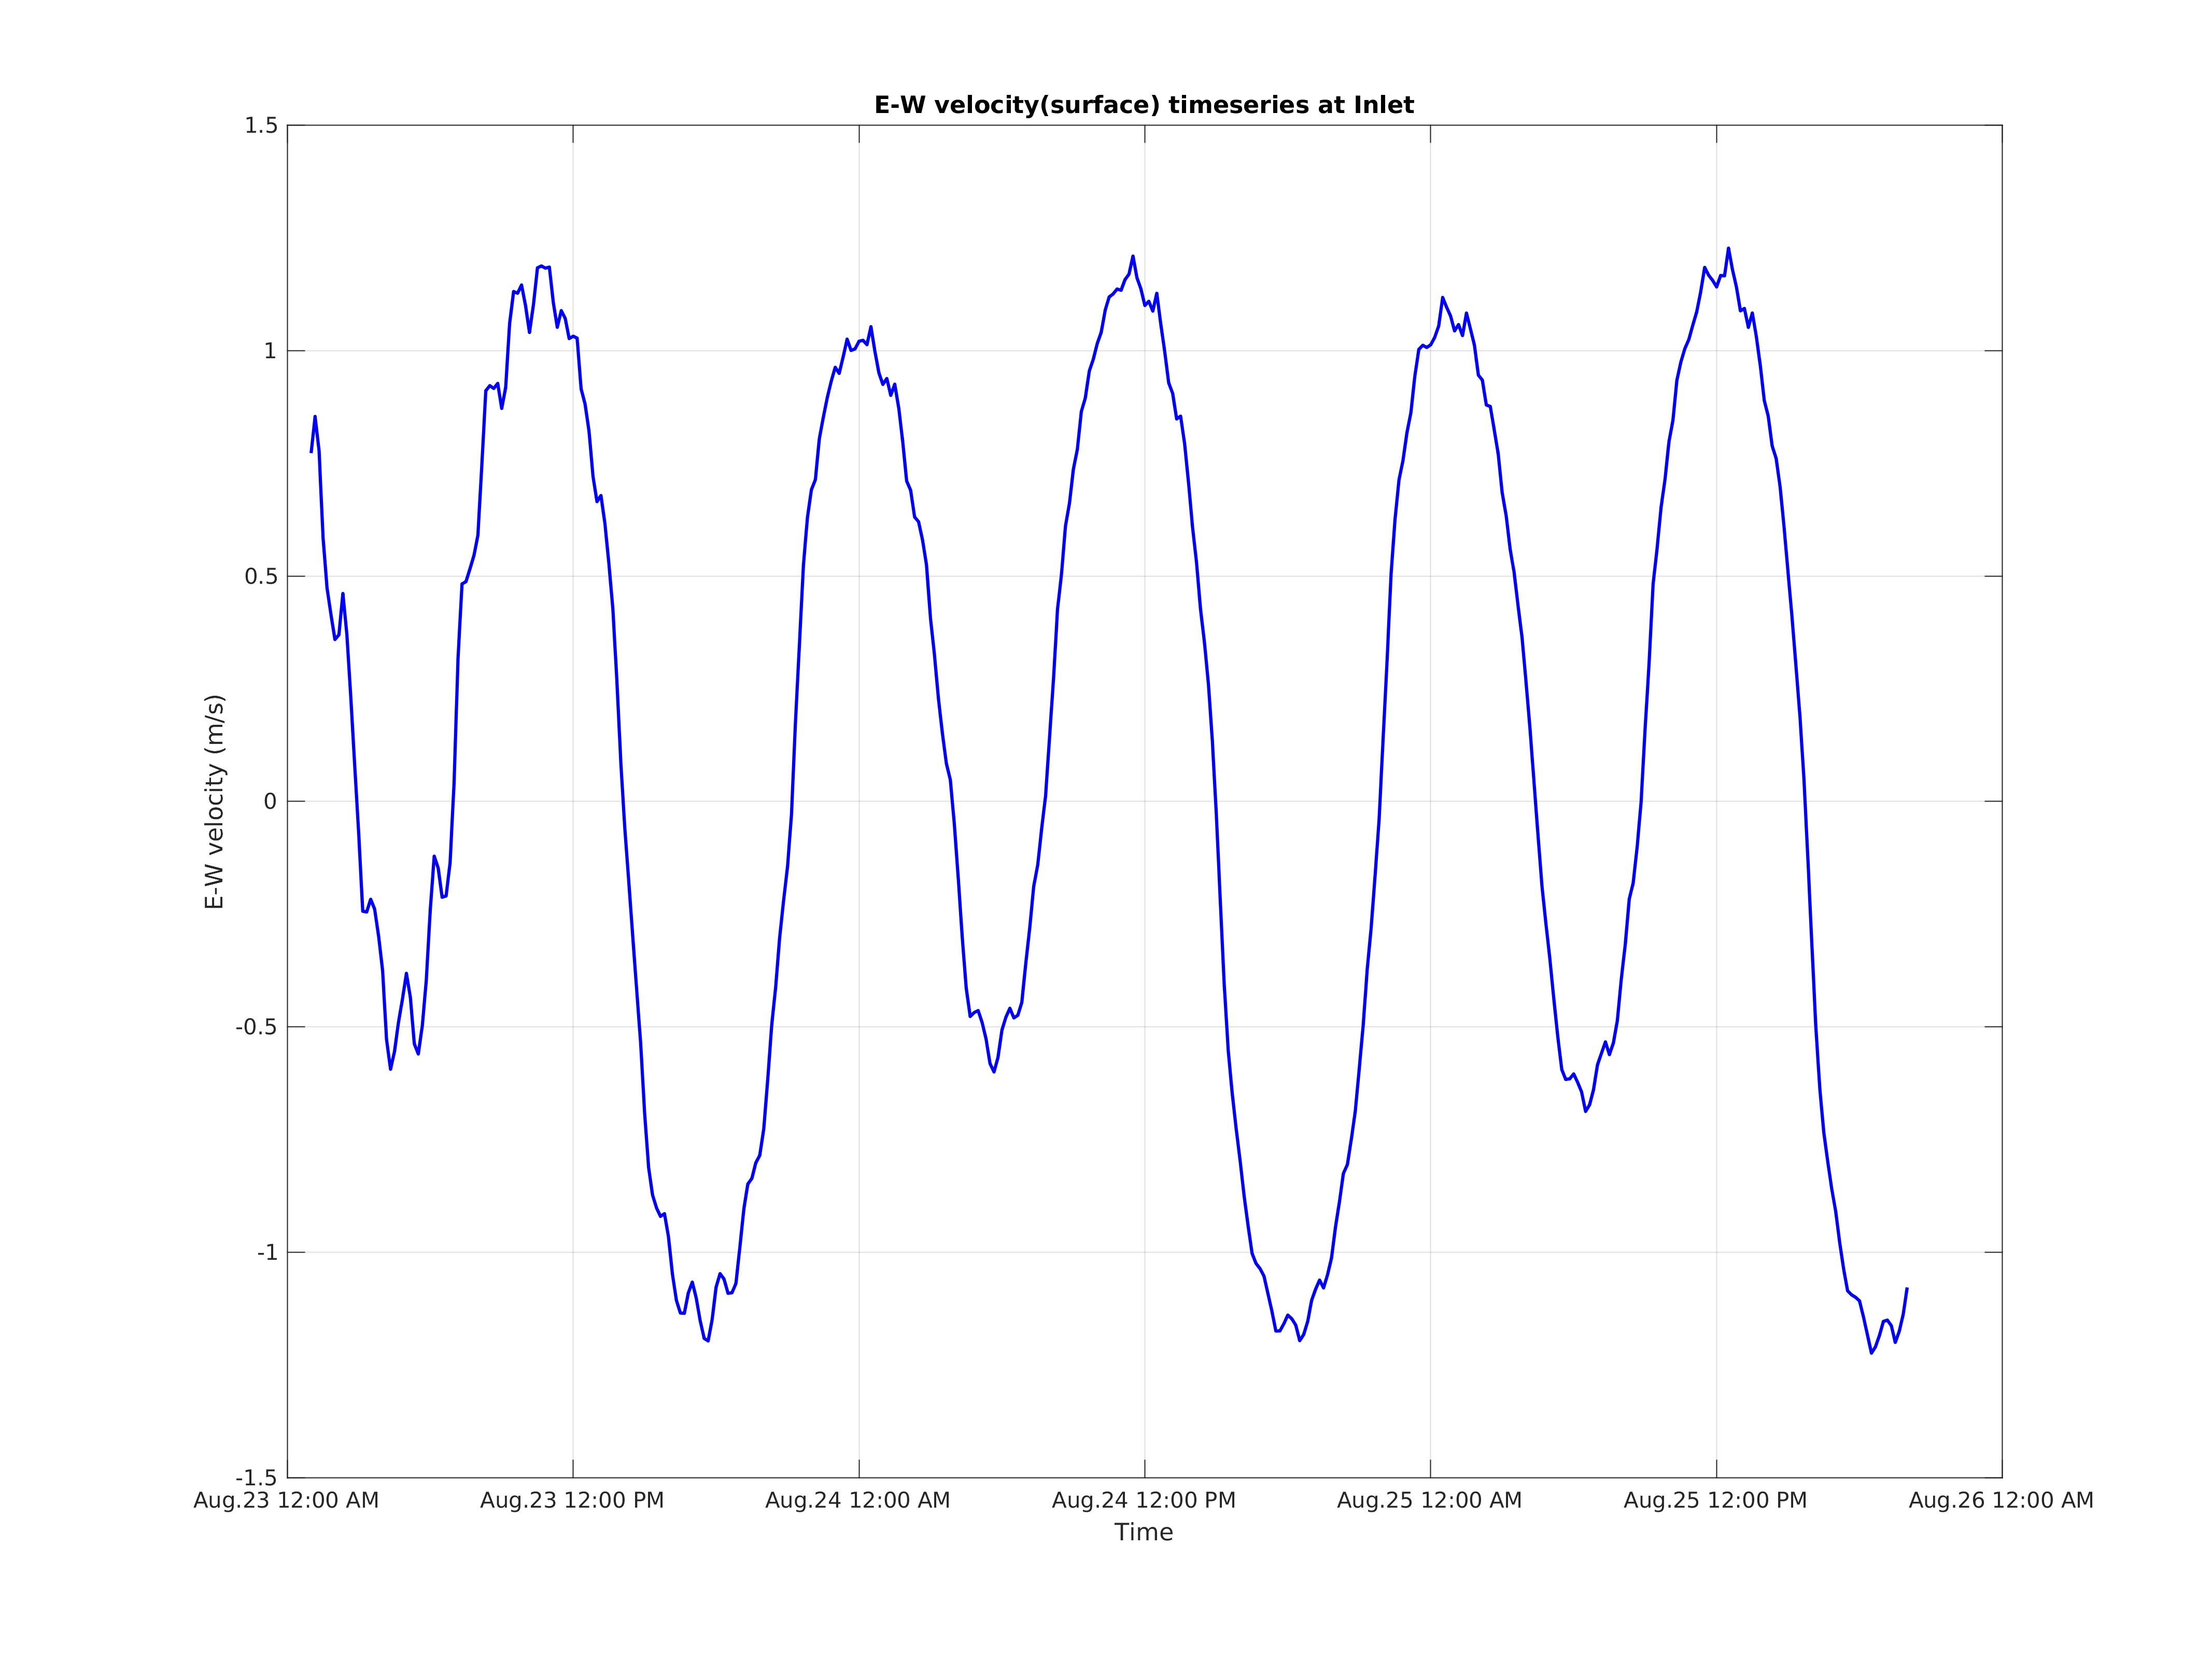 E-W velocity(surface) timeseries at Inlet
1.5
1
0.5
0
-0.5
-1
-1.5
E-W velocity (m/s)
Aug.23 12:00 AM Aug.23 12:00 PM Aug.24 12:00 AM Aug.24 12:00 PM Aug.25 12:00 AM Aug.25 12:00 PM Aug.26 12:00 AM
Time